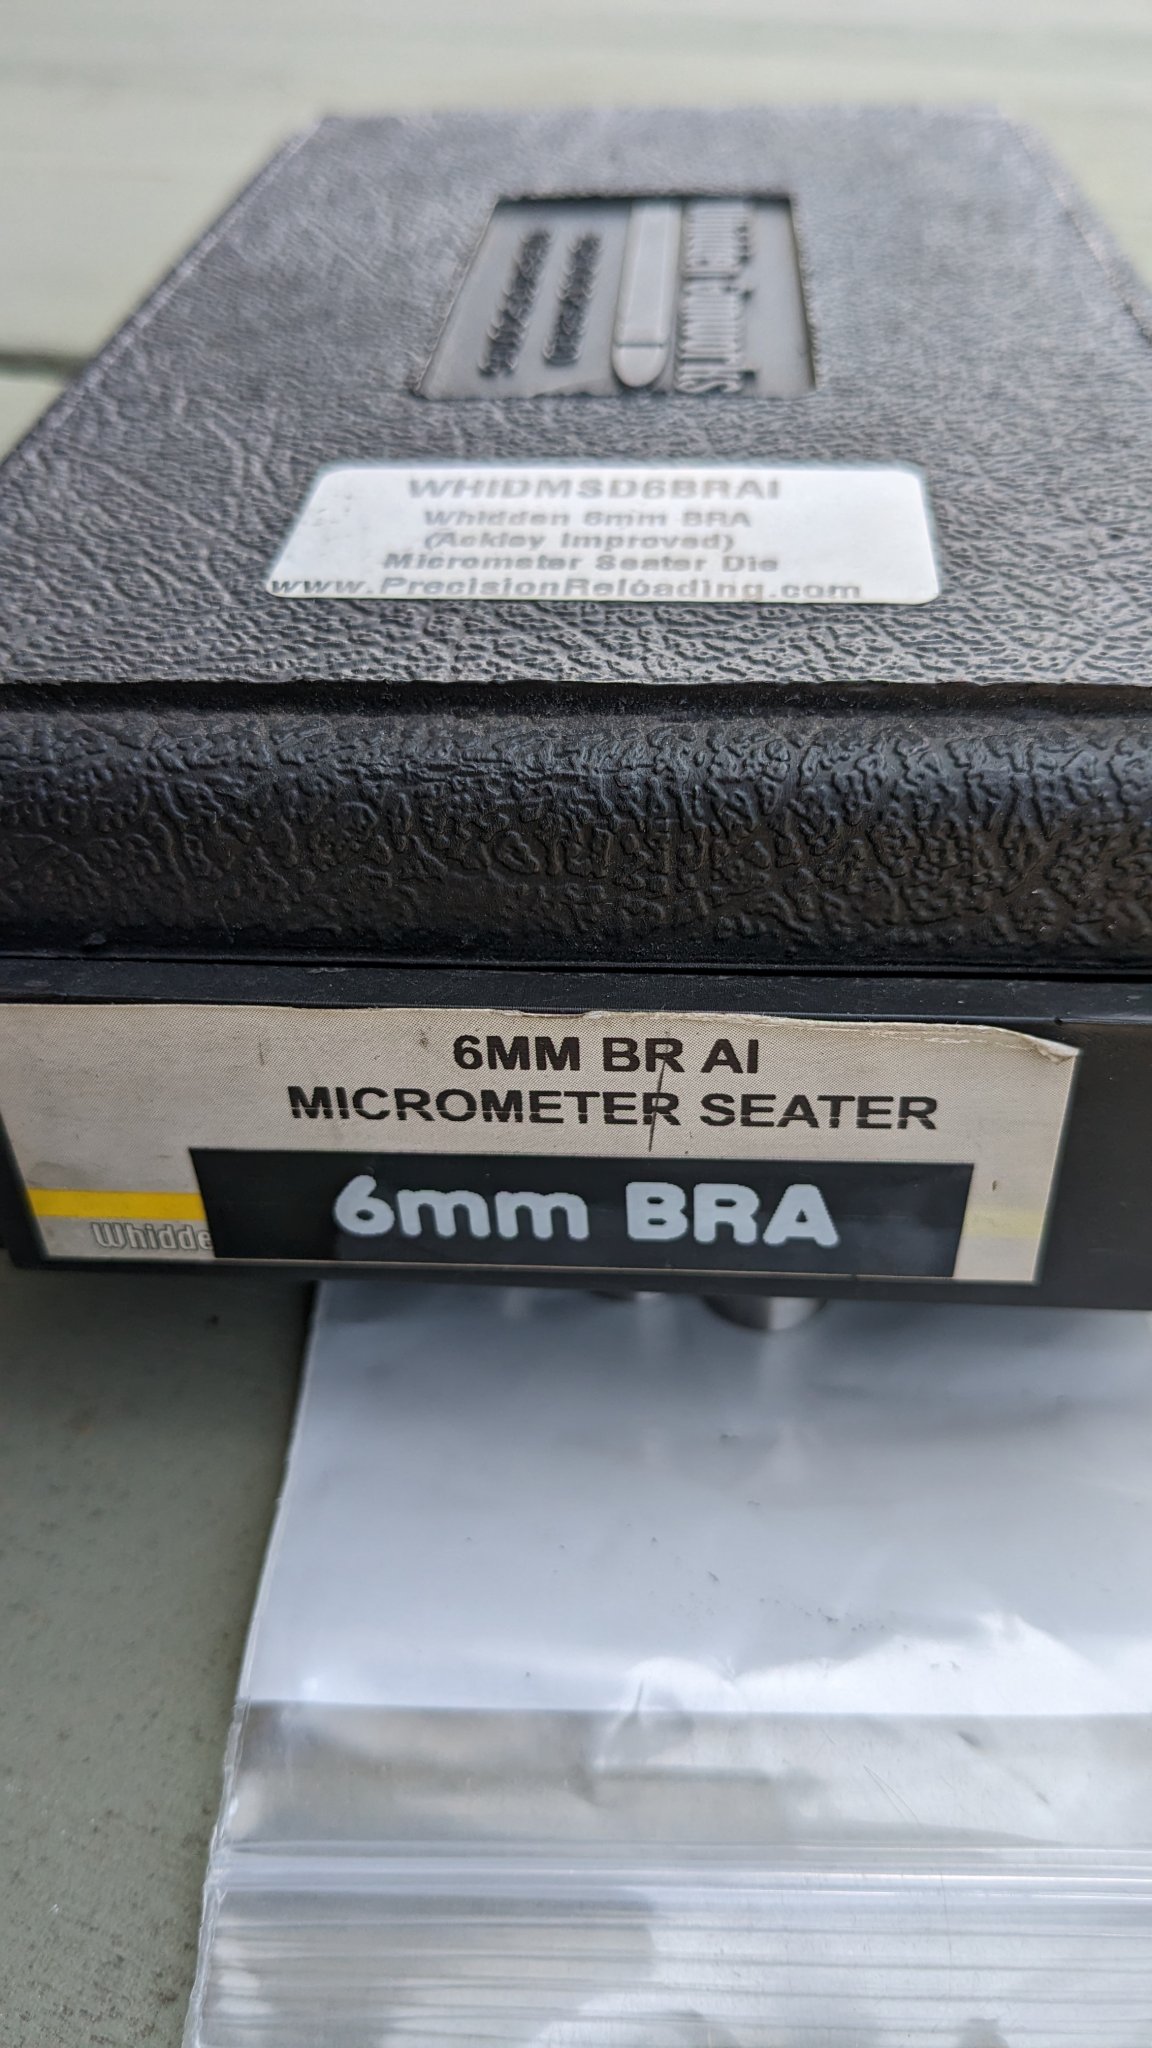 WHIDMSD6BRAI
Whidden 6mm BRA
(Ackley Improved)
Micrometer Seater Die
www.PrecisionReloading.com
6MM BR AI
MICROMETER SEATER
6mm BRA
Whidde